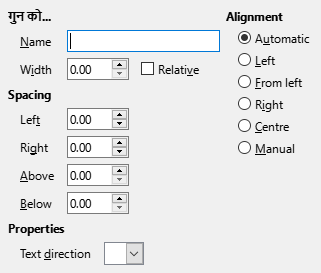 गुन को...
Name
Width 0.00 Relative
Spacing
Left 0.00
Right 0.00
Above 0.00
Below 0.00
Properties
Text direction
Alignment
Automatic
Left
From left
Right
Centre
Manual